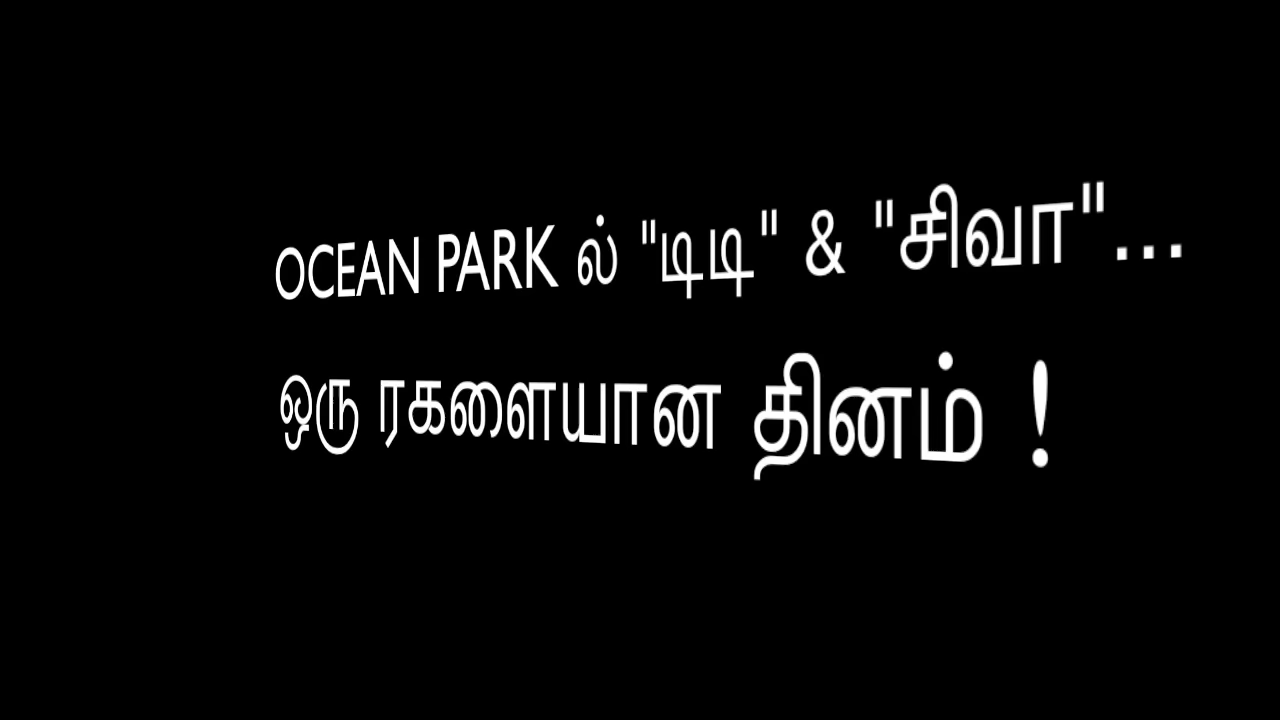 OCEAN PARK ல் "டிடி" & "சிவா"...
ஒரு ரகளையான தினம் !